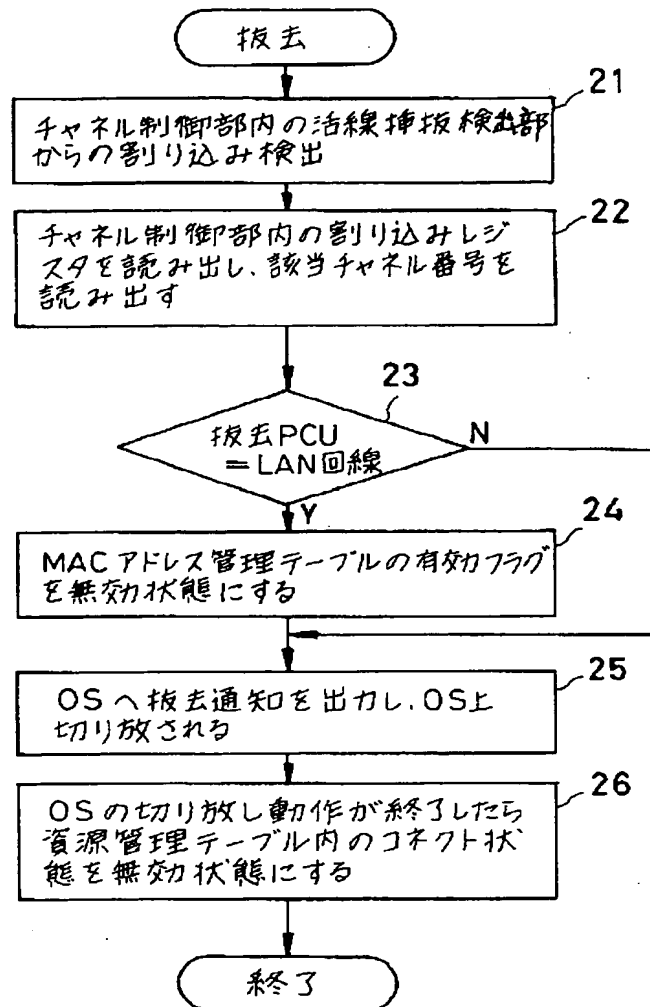 抜去
21
チャネル制御部内の活線挿抜検出部
からの割り込み検出
22
チャネル制御部内の割り込みレジ
スタを読み出し、該当チャネル番号を
読み出す
23
抜去PCU
=LAN回線
N
Y
24
MACアドレス管理テーブルの有効フラグ
を無効状態にする
25
OSへ抜去通知を出力し、OS上
切り放される
26
OSの切り放し動作が終了したら
資源管理テーブル内のコネクト状
態を無効状態にする
終了